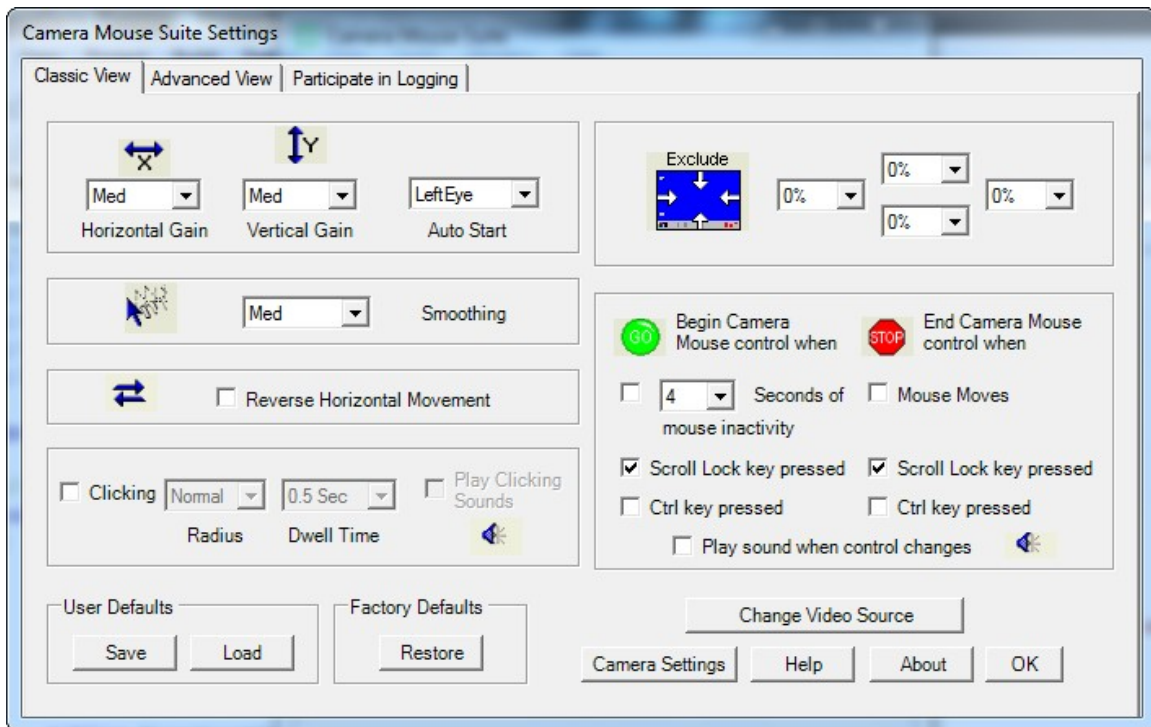 Camera Mouse Suite Settings
Classic View
Advanced View
Participate in Logging
X
Y
Med
Med
LeftEye
Horizontal Gain
Vertical Gain
Auto Start
Med
Smoothing
Reverse Horizontal Movement
Clicking
Normal
0.5 Sec
Play Clicking
Sounds
Radius
Dwell Time
User Defaults
Save
Load
Factory Defaults
Restore
Exclude
0%
0%
0%
0%
GO
Begin Camera
Mouse control when
STOP
End Camera Mouse
control when
4
Seconds of
mouse inactivity
Mouse Moves
Scroll Lock key pressed
Scroll Lock key pressed
Ctrl key pressed
Ctrl key pressed
Play sound when control changes
Change Video Source
Camera Settings
Help
About
OK